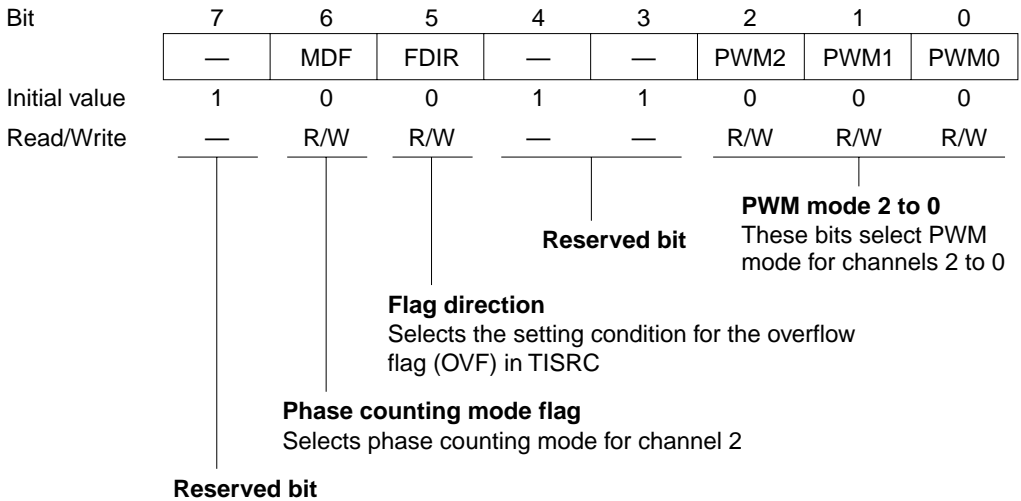 Bit 7 6 5 4 3 2 1 0
— MDF FDIR — — PWM2 PWM1 PWM0
Initial value 1 0 0 1 1 0 0 0
Read/Write — R/W R/W — — R/W R/W R/W
PWM mode 2 to 0
These bits select PWM
mode for channels 2 to 0
Reserved bit
Flag direction
Selects the setting condition for the overflow
flag (OVF) in TISRC
Phase counting mode flag
Selects phase counting mode for channel 2
Reserved bit